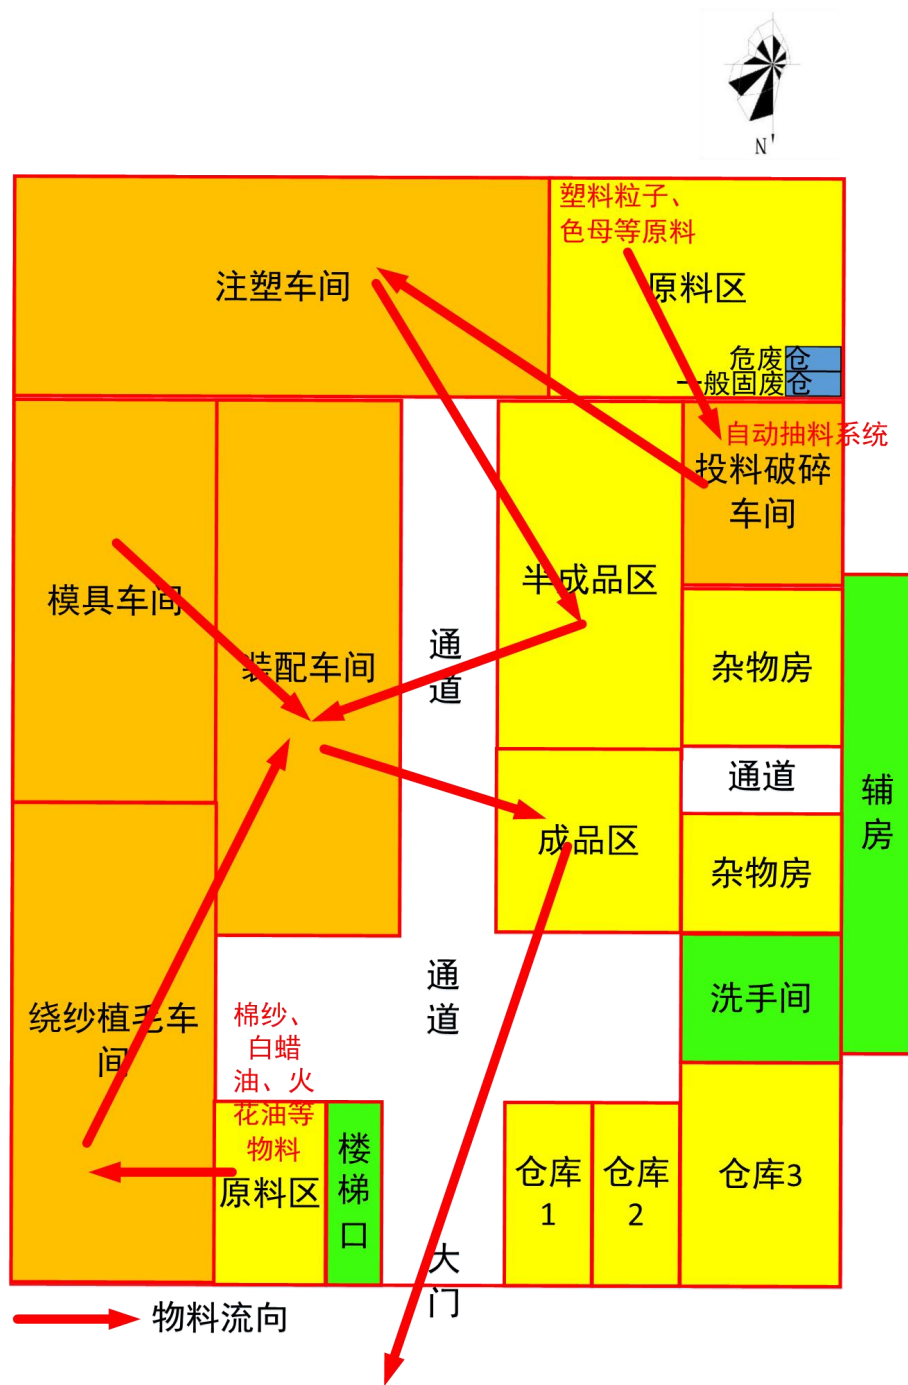 N
塑料粒子、
色母等原料
注塑车间
原料区
危废仓
一般固废仓
自动抽料系统
投料破碎
车间
模具车间
装配车间
通
道
半成品区
杂物房
通道
辅
房
成品区
杂物房
绕纱植毛车
间
通
道
洗手间
棉纱、
白蜡
油、火
花油等
物料
原料区
楼
梯
口
仓库
1
仓库
2
仓库3
大
门
物料流向